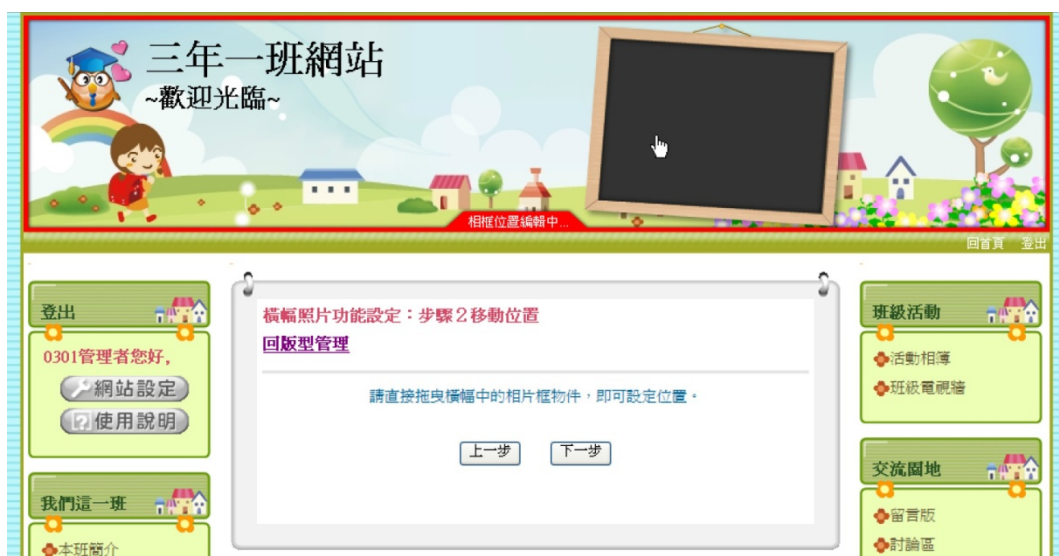 三年一班網站
~歡迎光臨~
相框位置編輯中...
回首頁 登出
登出
0301管理者您好,
網站設定
使用說明
我們這一班
本班簡介
橫幅照片功能設定：步驟2移動位置
回版型管理
請直接拖曳橫幅中的相片框物件，即可設定位置。
上一步 下一步
班級活動
活動相簿
班級電視牆
交流園地
留言版
討論區